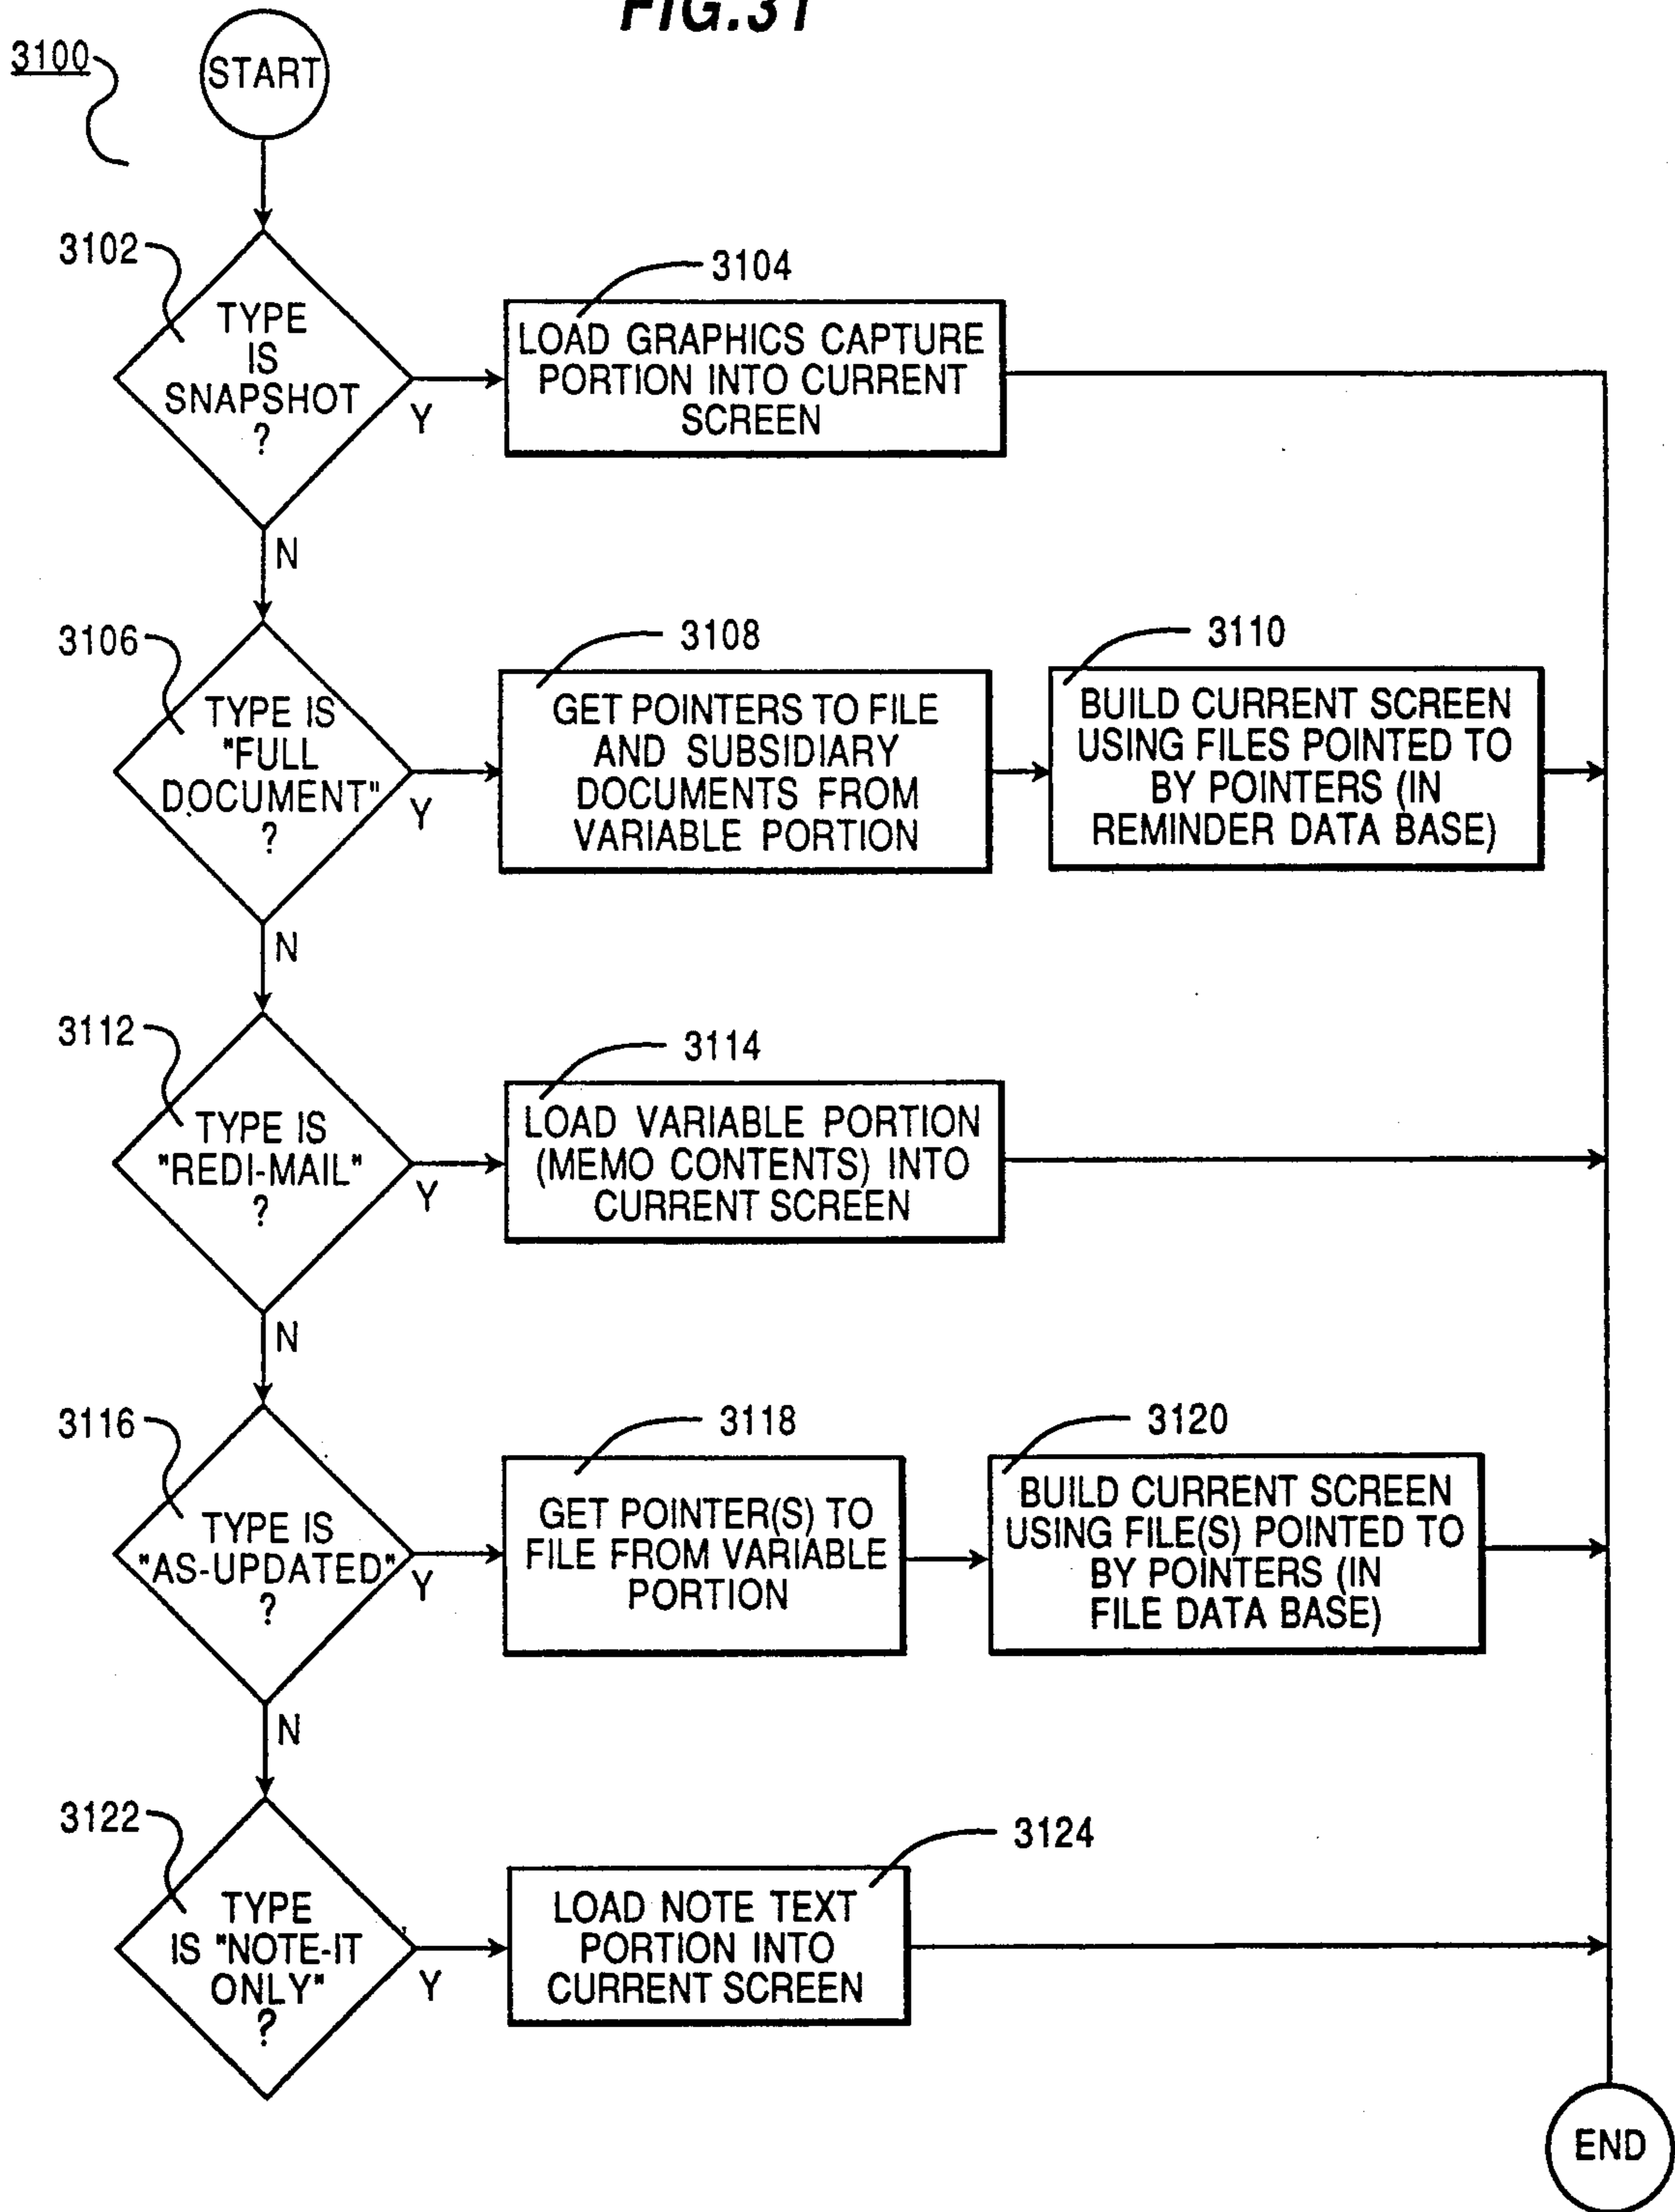 FIG.31
3100
START
3102
TYPE
IS
SNAPSHOT
?
Y
N
3104
LOAD GRAPHICS CAPTURE
PORTION INTO CURRENT
SCREEN
3106
TYPE IS
"FULL
DOCUMENT"
?
Y
N
3108
GET POINTERS TO FILE
AND SUBSIDIARY
DOCUMENTS FROM
VARIABLE PORTION
3110
BUILD CURRENT SCREEN
USING FILES POINTED TO
BY POINTERS (IN
REMINDER DATA BASE)
3112
TYPE IS
"REDI-MAIL"
?
Y
N
3114
LOAD VARIABLE PORTION
(MEMO CONTENTS) INTO
CURRENT SCREEN
3116
TYPE IS
"AS-UPDATED"
?
Y
N
3118
GET POINTER(S) TO
FILE FROM VARIABLE
PORTION
3120
BUILD CURRENT SCREEN
USING FILE(S) POINTED TO
BY POINTERS (IN
FILE DATA BASE)
3122
TYPE
IS "NOTE-IT
ONLY"
?
Y
3124
LOAD NOTE TEXT
PORTION INTO
CURRENT SCREEN
END